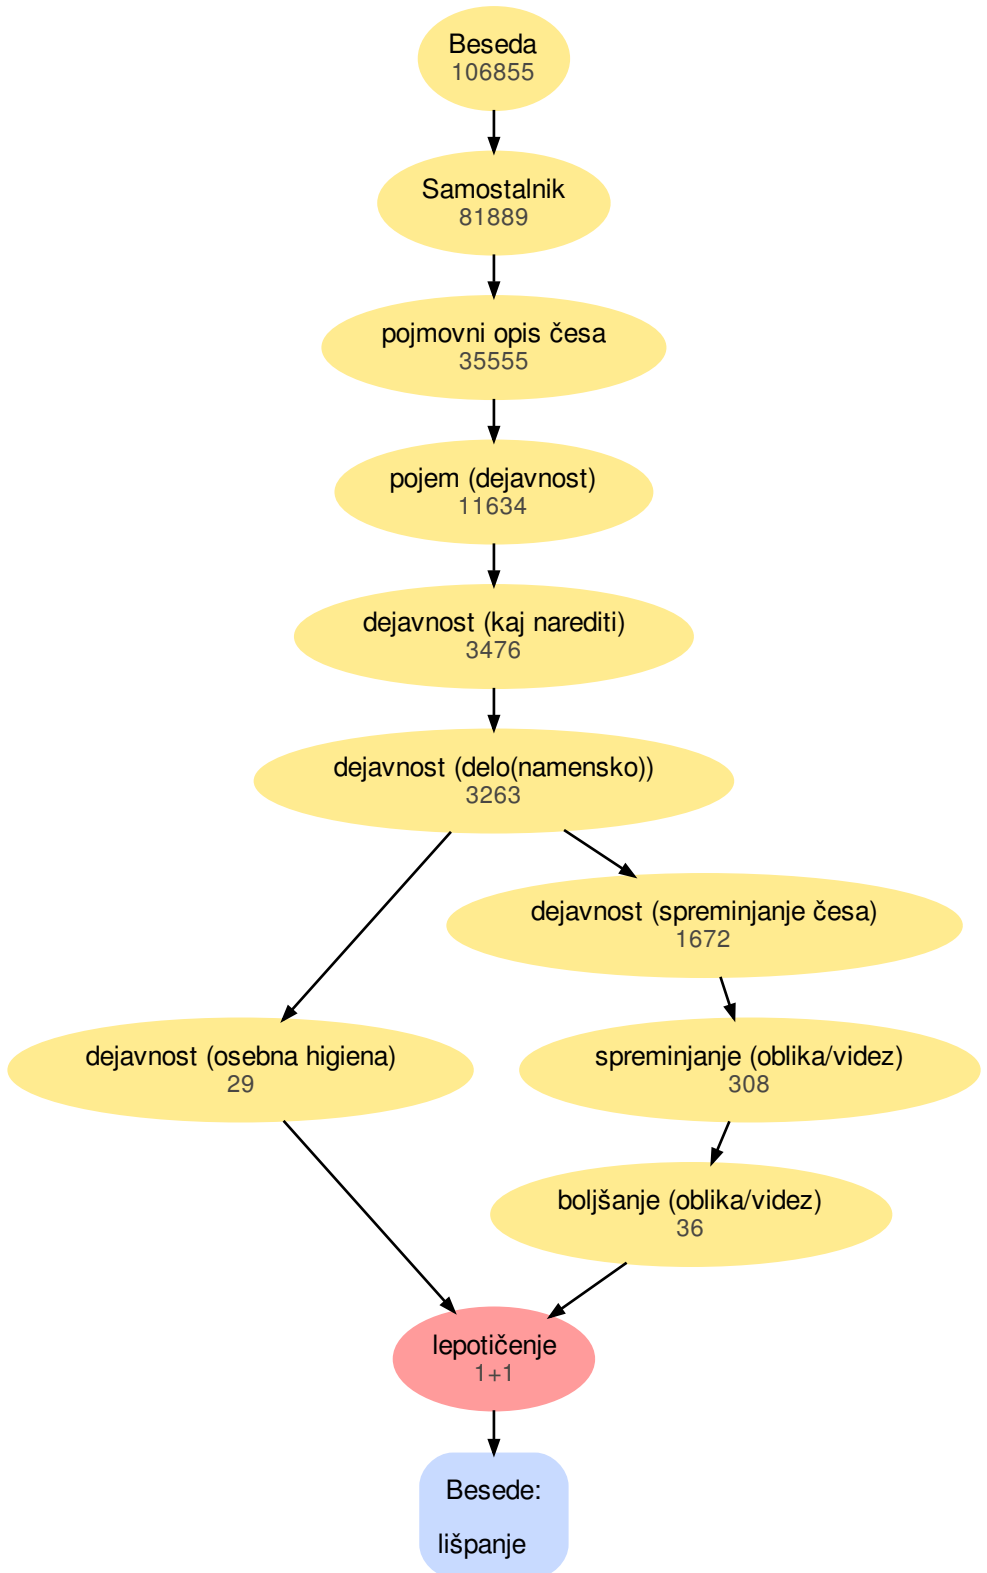 Beseda
106855
Samostalnik
81889
pojmovni opis česa
35555
pojem (dejavnost)
11634
dejavnost (kaj narediti)
3476
dejavnost (delo(namensko))
3263
dejavnost (spreminjanje česa)
1672
dejavnost (osebna higiena)
29
spreminjanje (oblika/videz)
308
boljšanje (oblika/videz)
36
lepotičenje
1+1
Besede:
lišpanje